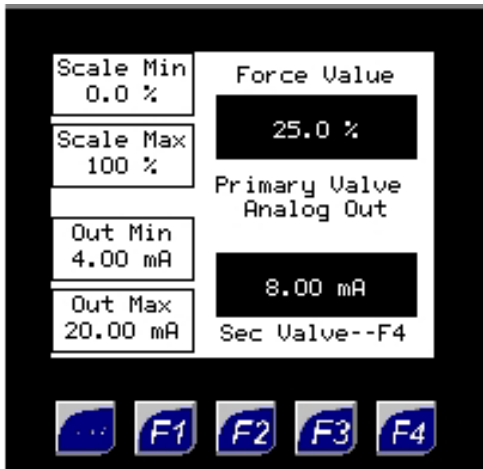 Scale Min
0.0 %
Scale Max
100 %
Out Min
4.00 mA
Out Max
20.00 mA
Force Value
25.0 %
Primary Valve
Analog Out
8.00 mA
Sec Valve--F4
F1
F2
F3
F4